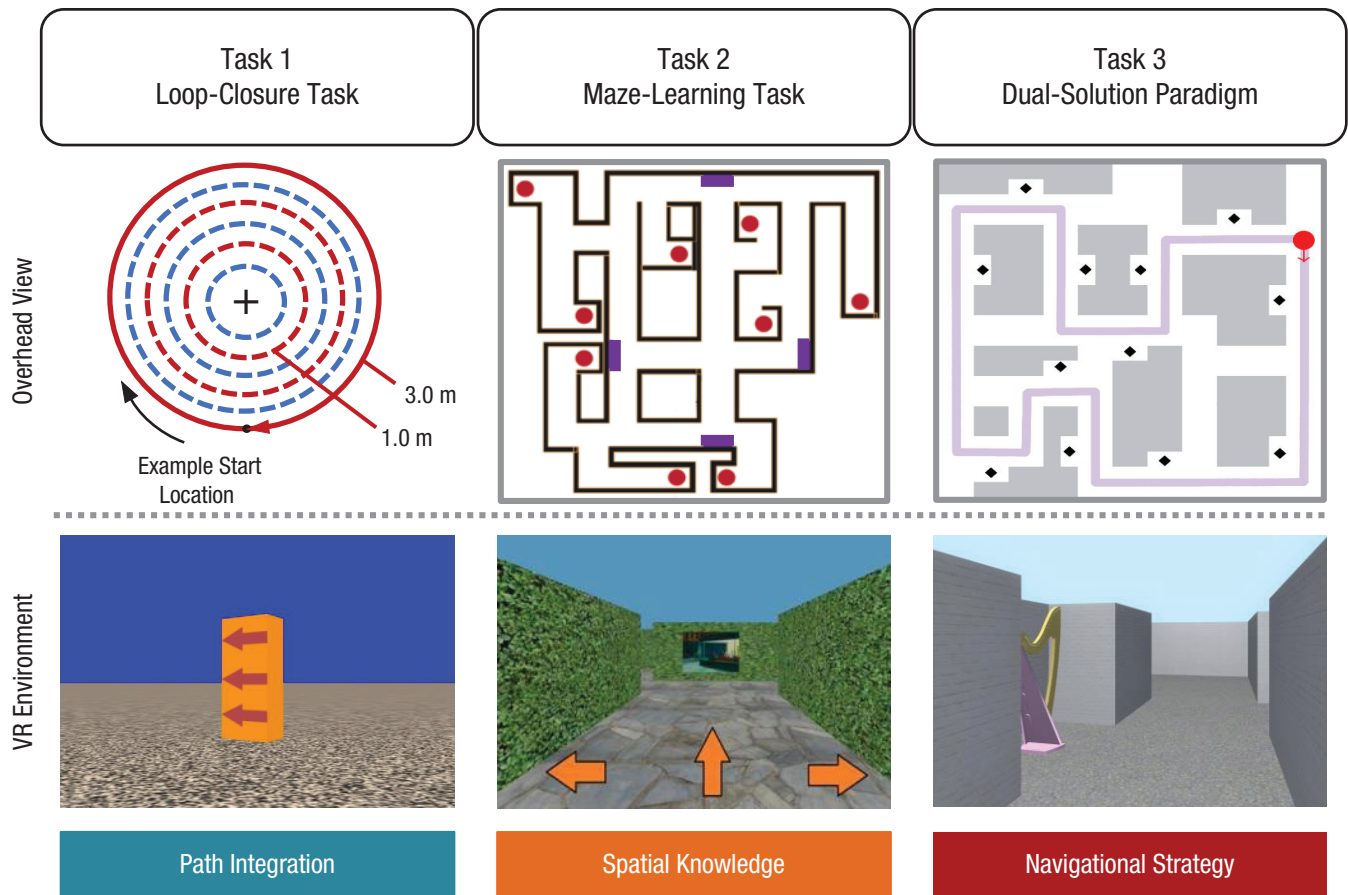 Task 1
Loop-Closure Task
Task 2
Maze-Learning Task
Task 3
Dual-Solution Paradigm
Overhead View
3.0 m
1.0 m
Example Start
Location
VR Environment
Path Integration
Spatial Knowledge
Navigational Strategy